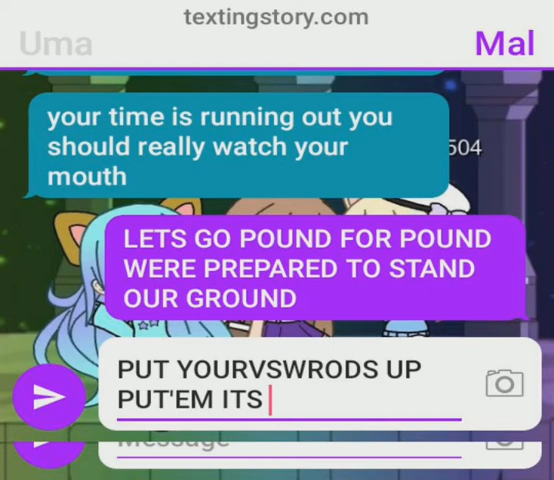 textingstory.com
Uma
Mal
your time is running out you
should really watch your
mouth
504
LETS GO POUND FOR POUND
WERE PREPARED TO STAND
OUR GROUND
PUT YOURVSWRODS UP
PUT'EM ITS
Message